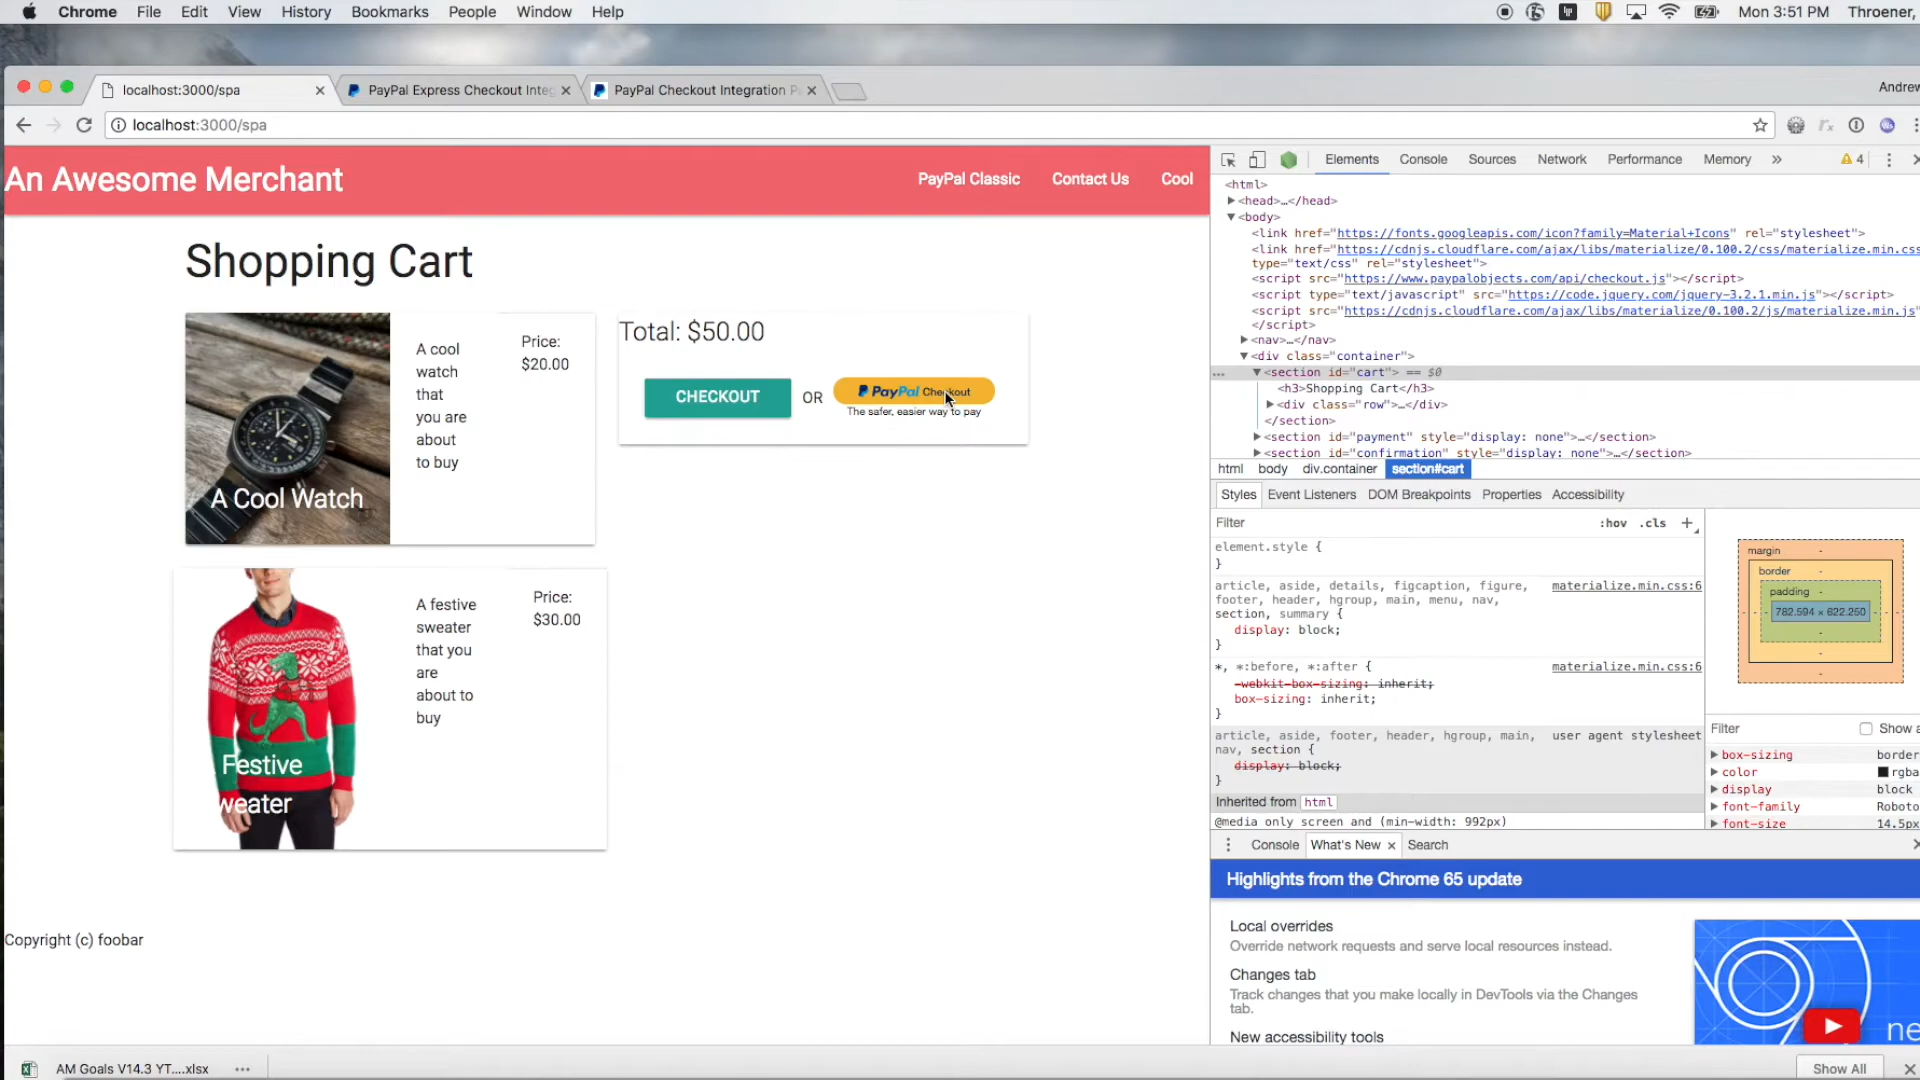 Chrome File Edit View History Bookmarks People Window Help Mon 3:51 PM Throener,
localhost:3000/spa PayPal Express Checkout Inte PayPal Checkout Integration P Andrew
localhost:3000/spa
An Awesome Merchant PayPal Classic Contact Us Cool
Shopping Cart
A cool
watch
that
you are
about
to buy
Price:
$20.00
A Cool Watch
Total: $50.00
CHECKOUT OR PayPal Checkout
The safer, easier way to pay
A festive
sweater
that you
are
about to
buy
Price:
$30.00
Festive
weater
Copyright (c) foobar
Elements Console Sources Network Performance Memory » 4
<html>
<head>…</head>
<body>
<link href="https://fonts.googleapis.com/icon?family=Material+Icons" rel="stylesheet">
<link href="https://cdnjs.cloudflare.com/ajax/libs/materialize/0.100.2/css/materialize.min.css
type="text/css" rel="stylesheet">
<script src="https://www.paypalobjects.com/api/checkout.js"></script>
<script type="text/javascript" src="https://code.jquery.com/jquery-3.2.1.min.js"></script>
<script src="https://cdnjs.cloudflare.com/ajax/libs/materialize/0.100.2/js/materialize.min.js"
</script>
<nav>…</nav>
<div class="container">
… <section id="cart"> == $0
<h3>Shopping Cart</h3>
<div class="row">…</div>
</section>
<section id="payment" style="display: none">…</section>
<section id="confirmation" style="display: none">…</section>
html body div.container section#cart
Styles Event Listeners DOM Breakpoints Properties Accessibility
Filter :hov .cls +
element.style {
}
article, aside, details, figcaption, figure, materialize.min.css:6
footer, header, hgroup, main, menu, nav,
section, summary {
display: block;
}
*, *:before, *:after { materialize.min.css:6
-webkit-box-sizing: inherit;
box-sizing: inherit;
}
article, aside, footer, header, hgroup, main, user agent stylesheet
nav, section {
display: block;
}
Inherited from html
@media only screen and (min-width: 992px)
margin -
border -
padding -
782.594 × 622.250
Filter Show a
box-sizing border
color rgba
display block
font-family Roboto
font-size 14.5px
Console What's New × Search
Highlights from the Chrome 65 update
Local overrides
Override network requests and serve local resources instead.
Changes tab
Track changes that you make locally in DevTools via the Changes
tab.
New accessibility tools
ne
AM Goals V14.3 YT....xlsx Show All